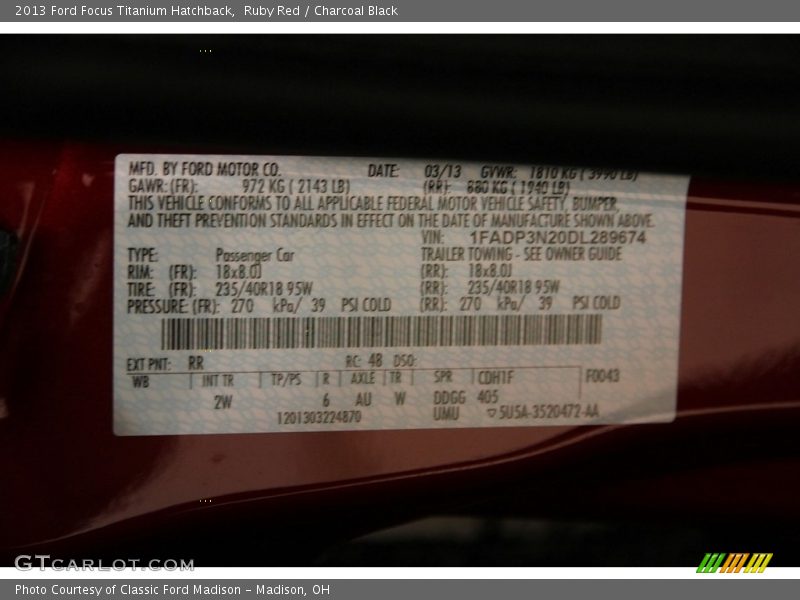 2013 Ford Focus Titanium Hatchback,  Ruby Red / Charcoal Black
MFD. BY FORD MOTOR CO. DATE: 03/13 GVWR: 1810 KG ( 3990 LB)
GAWR: (FR): 972 KG ( 2143 LB) (RR): 880 KG ( 1940 LB)
THIS VEHICLE CONFORMS TO ALL APPLICABLE FEDERAL MOTOR VEHICLE SAFETY, BUMPER,
AND THEFT PREVENTION STANDARDS IN EFFECT ON THE DATE OF MANUFACTURE SHOWN ABOVE.
VIN: 1FADP3N20DL289674
TYPE: Passenger Car TRAILER TOWING - SEE OWNER GUIDE
RIM: (FR): 18x8.0J (RR): 18x8.0J
TIRE: (FR): 235/40R18 95W (RR): 235/40R18 95W
PRESSURE: (FR): 270 kPa/ 39 PSI COLD (RR): 270 kPa/ 39 PSI COLD
EXT PNT: RR RC: 48 DSO:
WB INT TR TP/PS R AXLE TR SPR CDH1F F0043
2W 6 AU W DDGG 405
1201303224870 UMU 5U5A-3520472-AA
GTCARLOT.COM
Photo Courtesy of Classic Ford Madison - Madison, OH